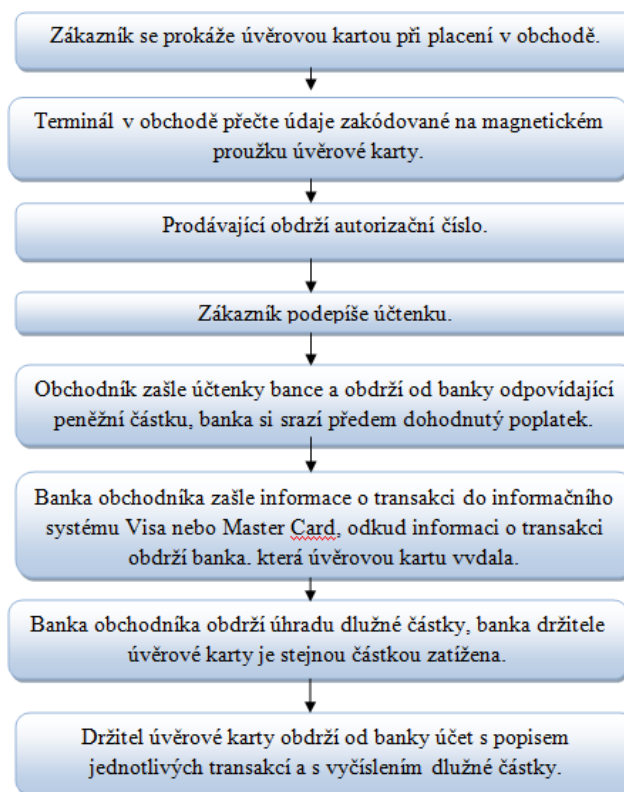 Zákazník se prokáže úvěrovou kartou při placení v obchodě.
Terminál v obchodě přečte údaje zakódované na magnetickém
proužku úvěrové karty.
Prodávající obdrží autorizační číslo.
Zákazník podepíše účtenku.
Obchodník zašle účtenky bance a obdrží od banky odpovídající
peněžní částku, banka si srazí předem dohodnutý poplatek.
Banka obchodníka zašle informace o transakci do informačního
systému Visa nebo Master Card, odkud informaci o transakci
obdrží banka. která úvěrovou kartu vydala.
Banka obchodníka obdrží úhradu dlužné částky, banka držitele
úvěrové karty je stejnou částkou zatížena.
Držitel úvěrové karty obdrží od banky účet s popisem
jednotlivých transakcí a s vyčíslením dlužné částky.